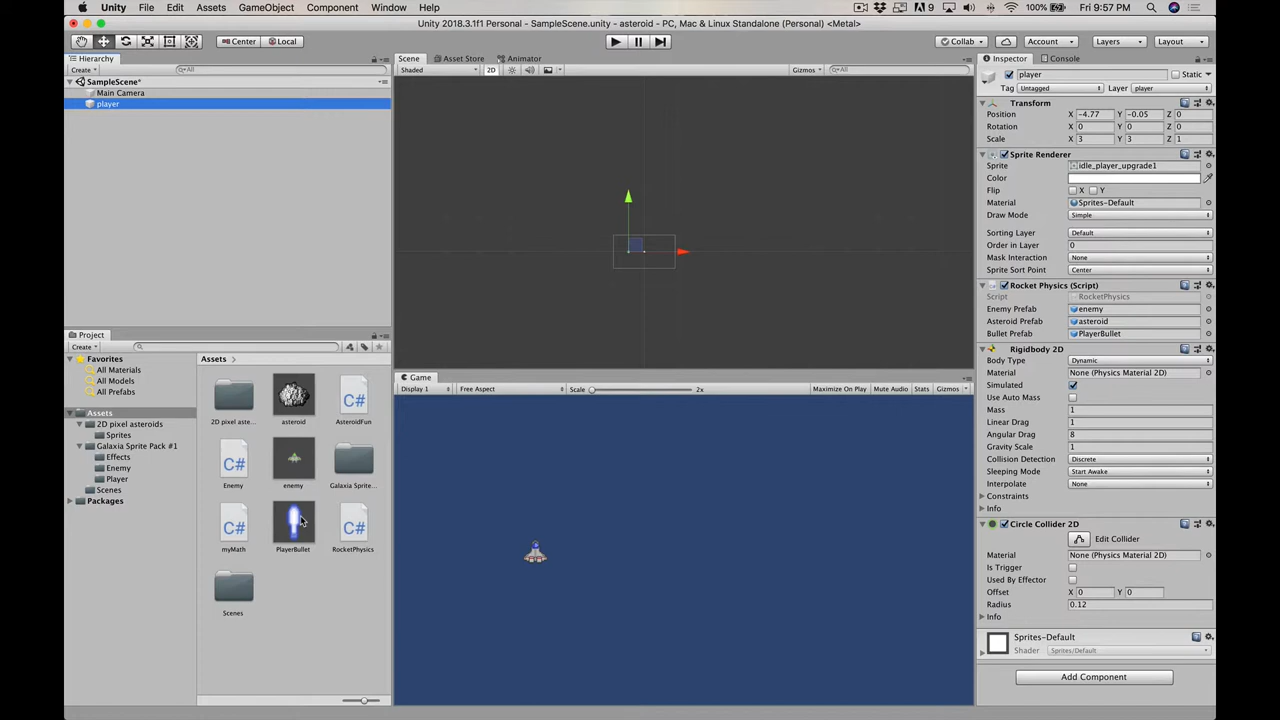 Unity File Edit Assets GameObject Component Window Help 9 100% Fri 9:57 PM
Unity 2018.3.1f1 Personal - SampleScene.unity - asteroid - PC, Mac & Linux Standalone (Personal) <Metal>
Center Local Collab Account Layers Layout
Hierarchy
Create All
SampleScene*
Main Camera
player
Scene Asset Store Animator
Shaded 2D Gizmos All
Game
Display 1 Free Aspect Scale 2x Maximize On Play Mute Audio Stats Gizmos
Project
Create
Favorites
All Materials
All Models
All Prefabs
Assets
2D pixel asteroids
Sprites
Galaxia Sprite Pack #1
Effects
Enemy
Player
Scenes
Packages
Assets
2D pixel aste...
asteroid
AsteroidFun
Enemy
enemy
Galaxia Sprite...
myMath
PlayerBullet
RocketPhysics
Scenes
Inspector Console
player Static
Tag Untagged Layer player
Transform
Position X -4.77 Y -0.05 Z 0
Rotation X 0 Y 0 Z 0
Scale X 3 Y 3 Z 1
Sprite Renderer
Sprite idle_player_upgrade1
Color
Flip X Y
Material Sprites-Default
Draw Mode Simple
Sorting Layer Default
Order in Layer 0
Mask Interaction None
Sprite Sort Point Center
Rocket Physics (Script)
Script RocketPhysics
Enemy Prefab enemy
Asteroid Prefab asteroid
Bullet Prefab PlayerBullet
Rigidbody 2D
Body Type Dynamic
Material None (Physics Material 2D)
Simulated
Use Auto Mass
Mass 1
Linear Drag 1
Angular Drag 8
Gravity Scale 1
Collision Detection Discrete
Sleeping Mode Start Awake
Interpolate None
Constraints
Info
Circle Collider 2D
Edit Collider
Material None (Physics Material 2D)
Is Trigger
Used By Effector
Offset X 0 Y 0
Radius 0.12
Info
Sprites-Default
Shader Sprites/Default
Add Component